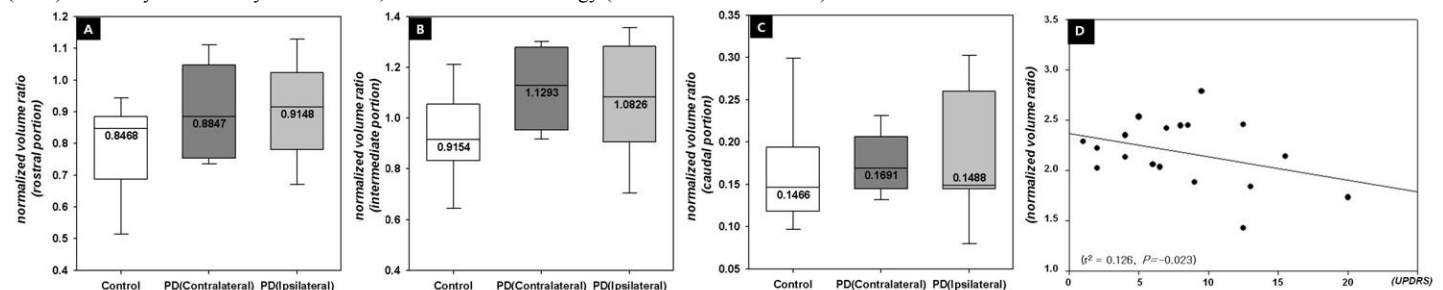 A
normalized volume ratio
(rostral portion)
1.2
1.1
1.0
0.9
0.8
0.7
0.6
0.5
0.4
0.8468
0.8847
0.9148
Control PD(Contralateral) PD(Ipsilateral)
B
normalized volume ratio
(intermediate portion)
1.4
1.2
1.0
0.8
0.6
0.4
0.9154
1.1293
1.0826
Control PD(Contralateral) PD(Ipsilateral)
C
normalized volume ratio
(caudal portion)
0.35
0.30
0.25
0.20
0.15
0.10
0.05
0.1466
0.1691
0.1488
Control PD(Contralateral) PD(Ipsilateral)
D
(normalized volume ratio)
3.5
3.0
2.5
2.0
1.5
1.0
(r² = 0.126, P=-0.023)
0 5 10 15 20 (UPDRS)